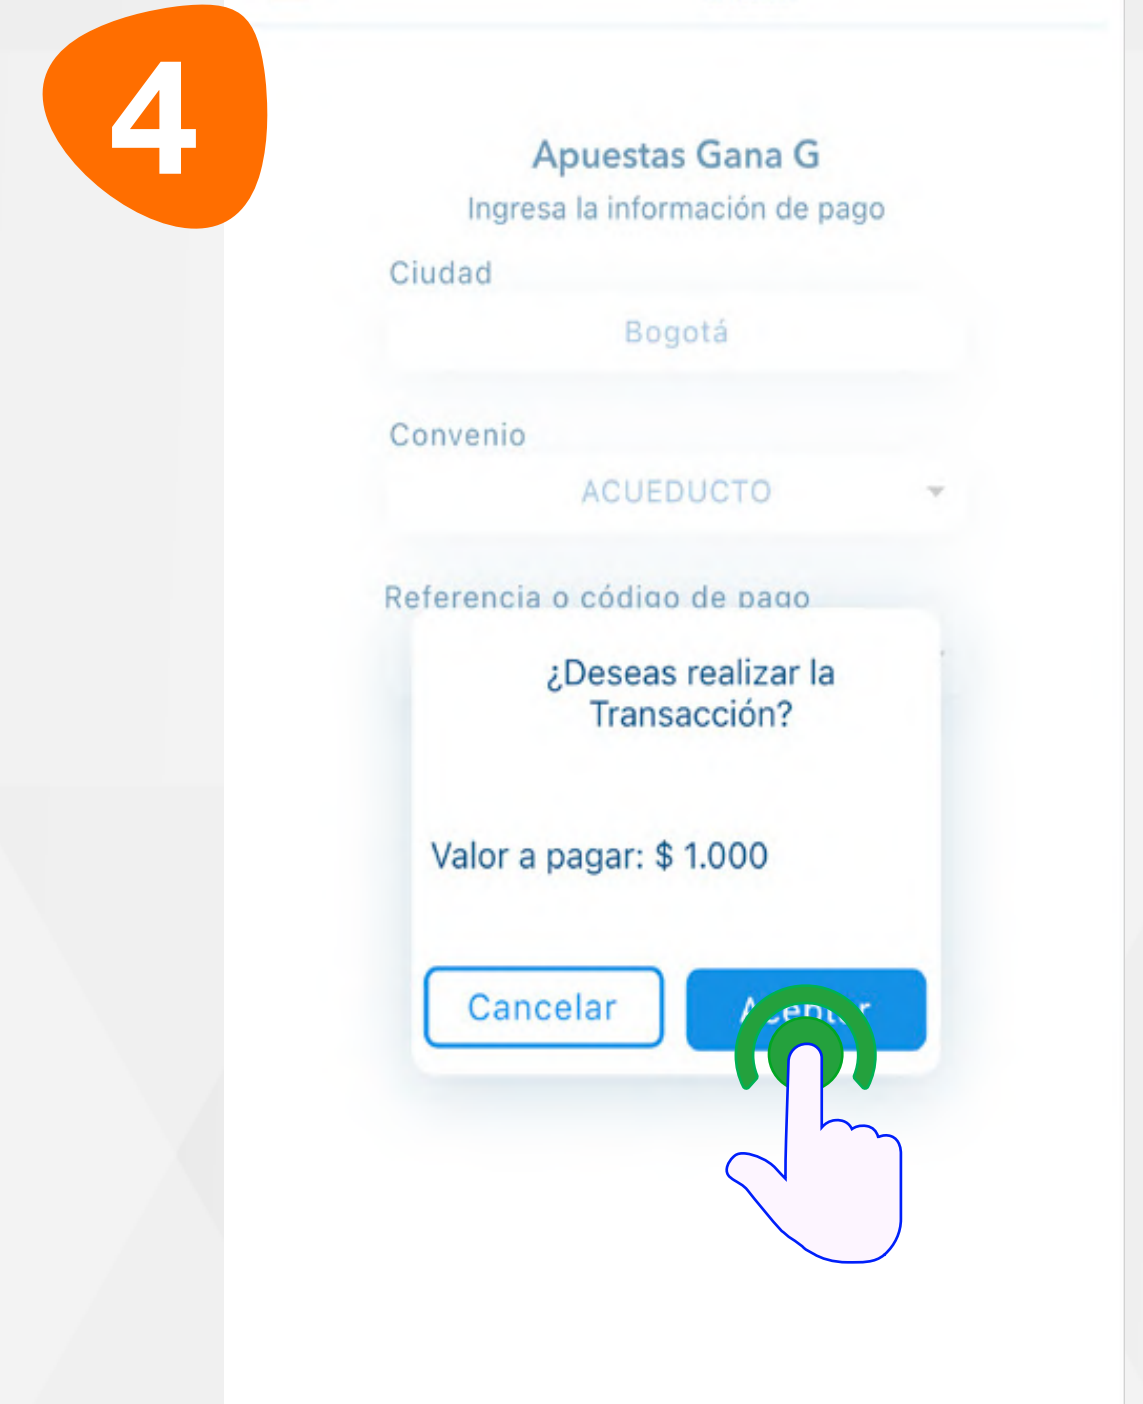 4
Apuestas Gana G
Ingresa la información de pago
Ciudad
Bogotá
Convenio
ACUEDUCTO
Referencia o código de pago
¿Deseas realizar la
Transacción?
Valor a pagar: $ 1.000
Cancelar
Aceptar